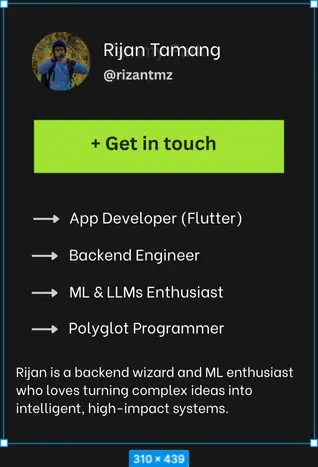 Rijan Tamang
@rizantmz
+ Get in touch
App Developer (Flutter)
Backend Engineer
ML & LLMs Enthusiast
Polyglot Programmer
Rijan is a backend wizard and ML enthusiast
who loves turning complex ideas into
intelligent, high-impact systems.
310 × 439